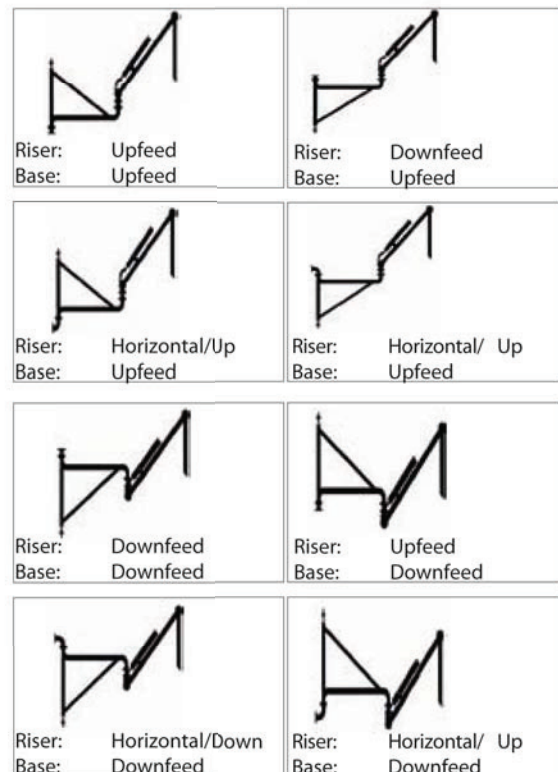 Riser: Upfeed
Base: Upfeed
Riser: Downfeed
Base: Upfeed
Riser: Horizontal/Up
Base: Upfeed
Riser: Horizontal/ Up
Base: Upfeed
Riser: Downfeed
Base: Downfeed
Riser: Upfeed
Base: Downfeed
Riser: Horizontal/Down
Base: Downfeed
Riser: Horizontal/ Up
Base: Downfeed